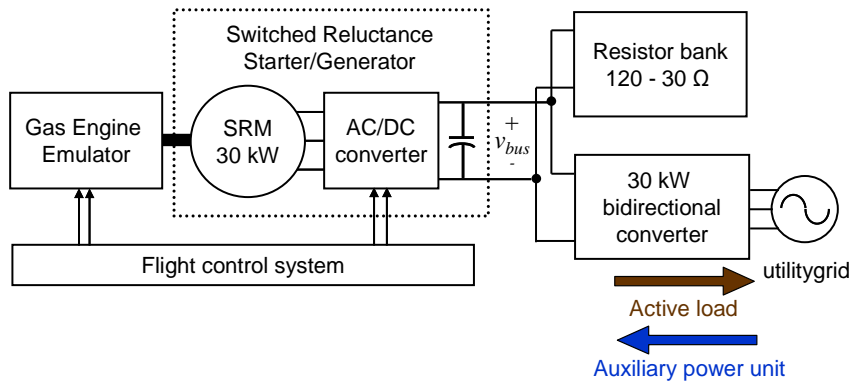 Switched Reluctance
Starter/Generator
Gas Engine
Emulator
SRM
30 kW
AC/DC
converter
+
v_bus
-
Resistor bank
120 - 30 Ω
30 kW
bidirectional
converter
utilitygrid
Flight control system
Active load
Auxiliary power unit